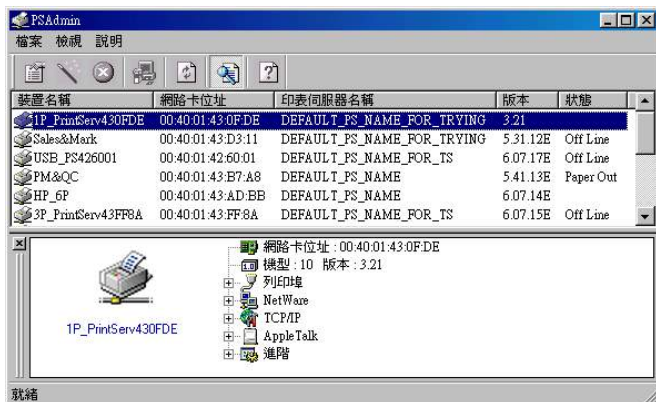 PSAdmin
檔案 檢視 說明
裝置名稱 網路卡位址 印表伺服器名稱 版本 狀態
1P_PrintServ430FDE 00:40:01:43:0F:DE DEFAULT_PS_NAME_FOR_TRYING 3.21
Sales&Mark 00:40:01:43:D3:11 DEFAULT_PS_NAME_FOR_TRYING 5.31.12E Off Line
USB_PS426001 00:40:01:42:60:01 DEFAULT_PS_NAME_FOR_TS 6.07.17E Off Line
PM&QC 00:40:01:43:B7:A8 DEFAULT_PS_NAME 5.41.13E Paper Out
HP_6P 00:40:01:43:AD:BB DEFAULT_PS_NAME 6.07.14E
3P_PrintServ43FF8A 00:40:01:43:FF:8A DEFAULT_PS_NAME_FOR_TS 6.07.15E Off Line
網路卡位址 : 00:40:01:43:0F:DE
1.0 機型 : 10 版本 : 3.21
列印埠
NetWare
TCP/IP
AppleTalk
進階
1P_PrintServ430FDE
就緒